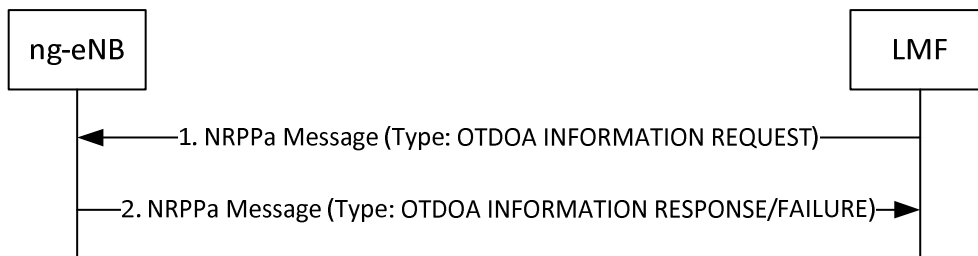 ng-eNB
LMF
1. NRPPa Message (Type: OTDOA INFORMATION REQUEST)
2. NRPPa Message (Type: OTDOA INFORMATION RESPONSE/FAILURE)